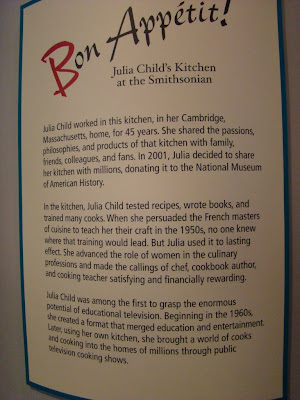 Bon Appétit!
Julia Child's Kitchen
at the Smithsonian
Julia Child worked in this kitchen, in her Cambridge,
Massachusetts, home, for 45 years. She shared the passions,
philosophies, and products of that kitchen with family,
friends, colleagues, and fans. In 2001, Julia decided to share
her kitchen with millions, donating it to the National Museum
of American History.
In the kitchen, Julia Child tested recipes, wrote books, and
trained many cooks. When she persuaded the French masters
of cuisine to teach her their craft in the 1950s, no one knew
where that training would lead. But Julia used it to lasting
effect. She advanced the role of women in the culinary
professions and made the callings of chef, cookbook author,
and cooking teacher satisfying and financially rewarding.
Julia Child was among the first to grasp the enormous
potential of educational television. Beginning in the 1960s,
she created a format that merged education and entertainment.
Later, using her own kitchen, she brought a world of cooks
and cooking into the homes of millions through public
television cooking shows.